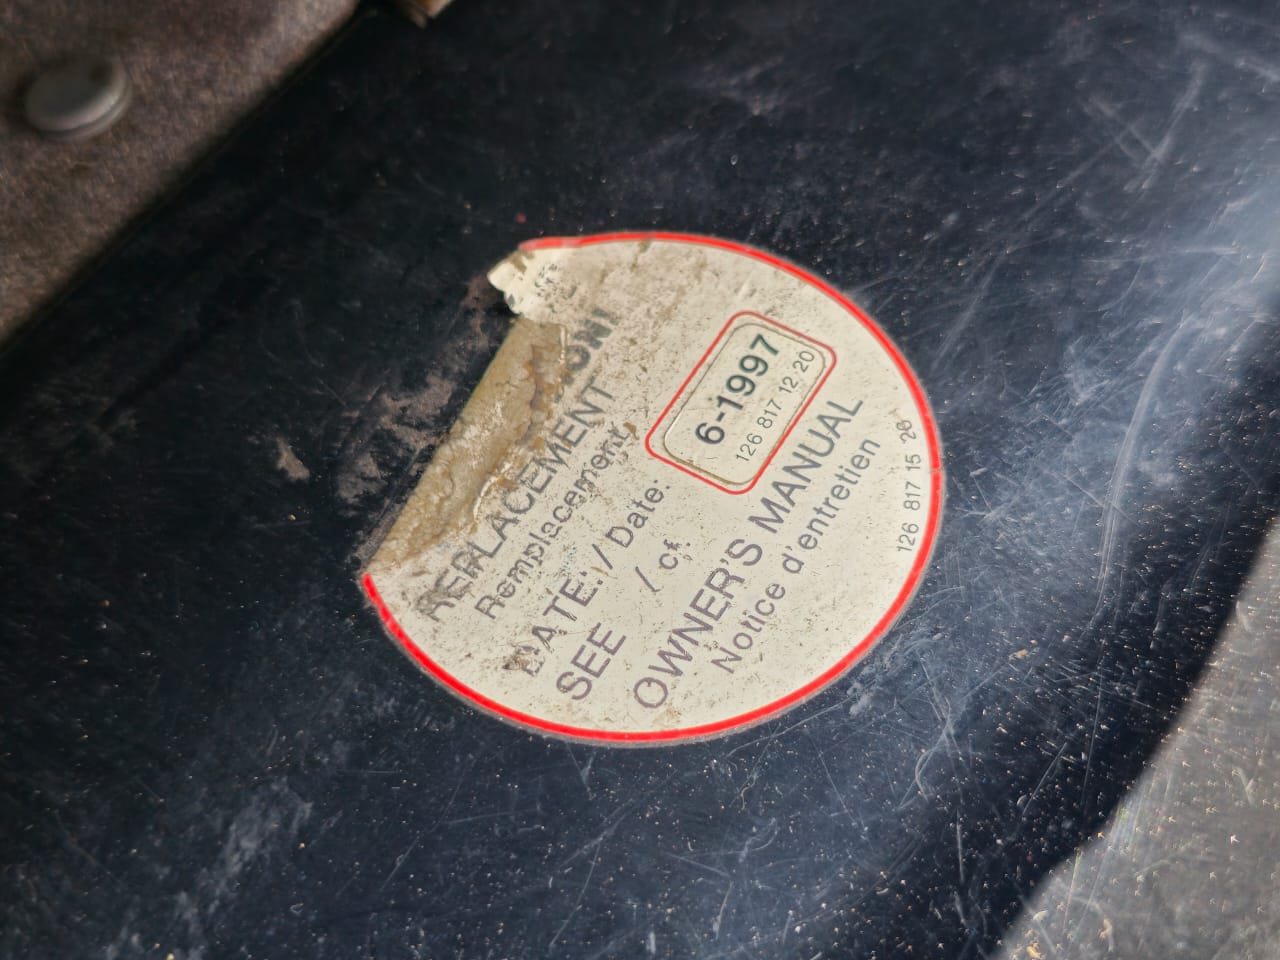 REPLACEMENT
Remplacement
DATE: / Date:
6-1997
126 817 12 20
SEE / cf.
OWNER'S MANUAL
Notice d'entretien
126 817 15 20